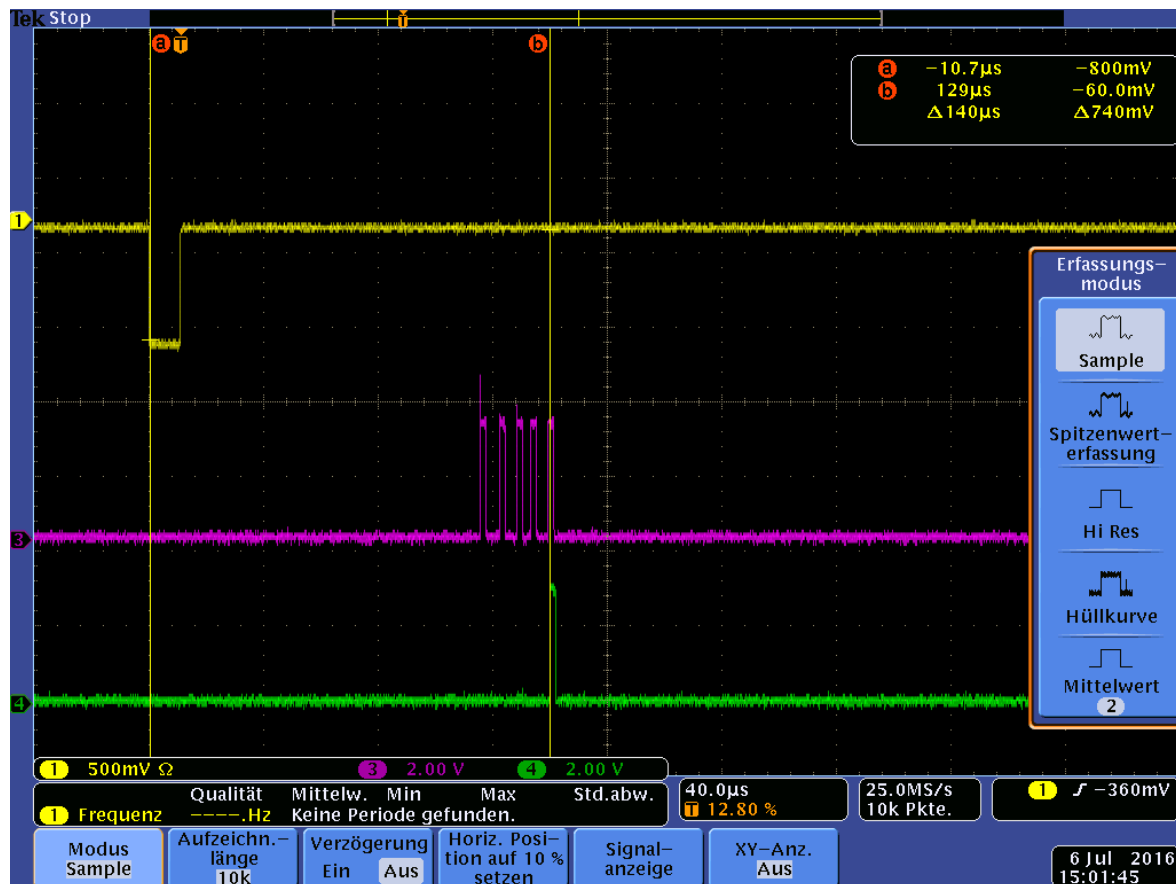 Tek Stop
a T b
a −10.7µs −800mV
b 129µs −60.0mV
Δ140µs Δ740mV
1
Erfassungs−
modus
Sample
Spitzenwert−
erfassung
3
Hi Res
Hüllkurve
4
Mittelwert
2
1 500mV Ω 3 2.00 V 4 2.00 V
Qualität Mittelw. Min Max Std.abw.
1 Frequenz −−−−.Hz Keine Periode gefunden.
40.0µs
T 12.80 %
25.0MS/s
10k Pkte.
1 ∫ −360mV
Modus
Sample
Aufzeichn.−
länge
10k
Verzögerung
Ein Aus
Horiz. Posi−
tion auf 10 %
setzen
Signal−
anzeige
XY−Anz.
Aus
6 Jul 2016
15:01:45